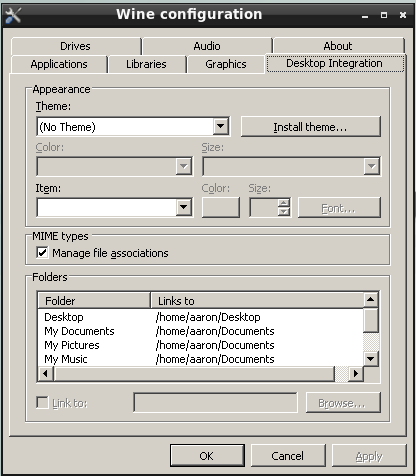 Wine configuration
Drives Audio About
Applications Libraries Graphics Desktop Integration
Appearance
Theme:
(No Theme) Install theme...
Color: Size:
Item: Color: Size:
Font...
MIME types
Manage file associations
Folders
Folder Links to
Desktop /home/aaron/Desktop
My Documents /home/aaron/Documents
My Pictures /home/aaron/Documents
My Music /home/aaron/Documents
Link to: Browse...
OK Cancel Apply